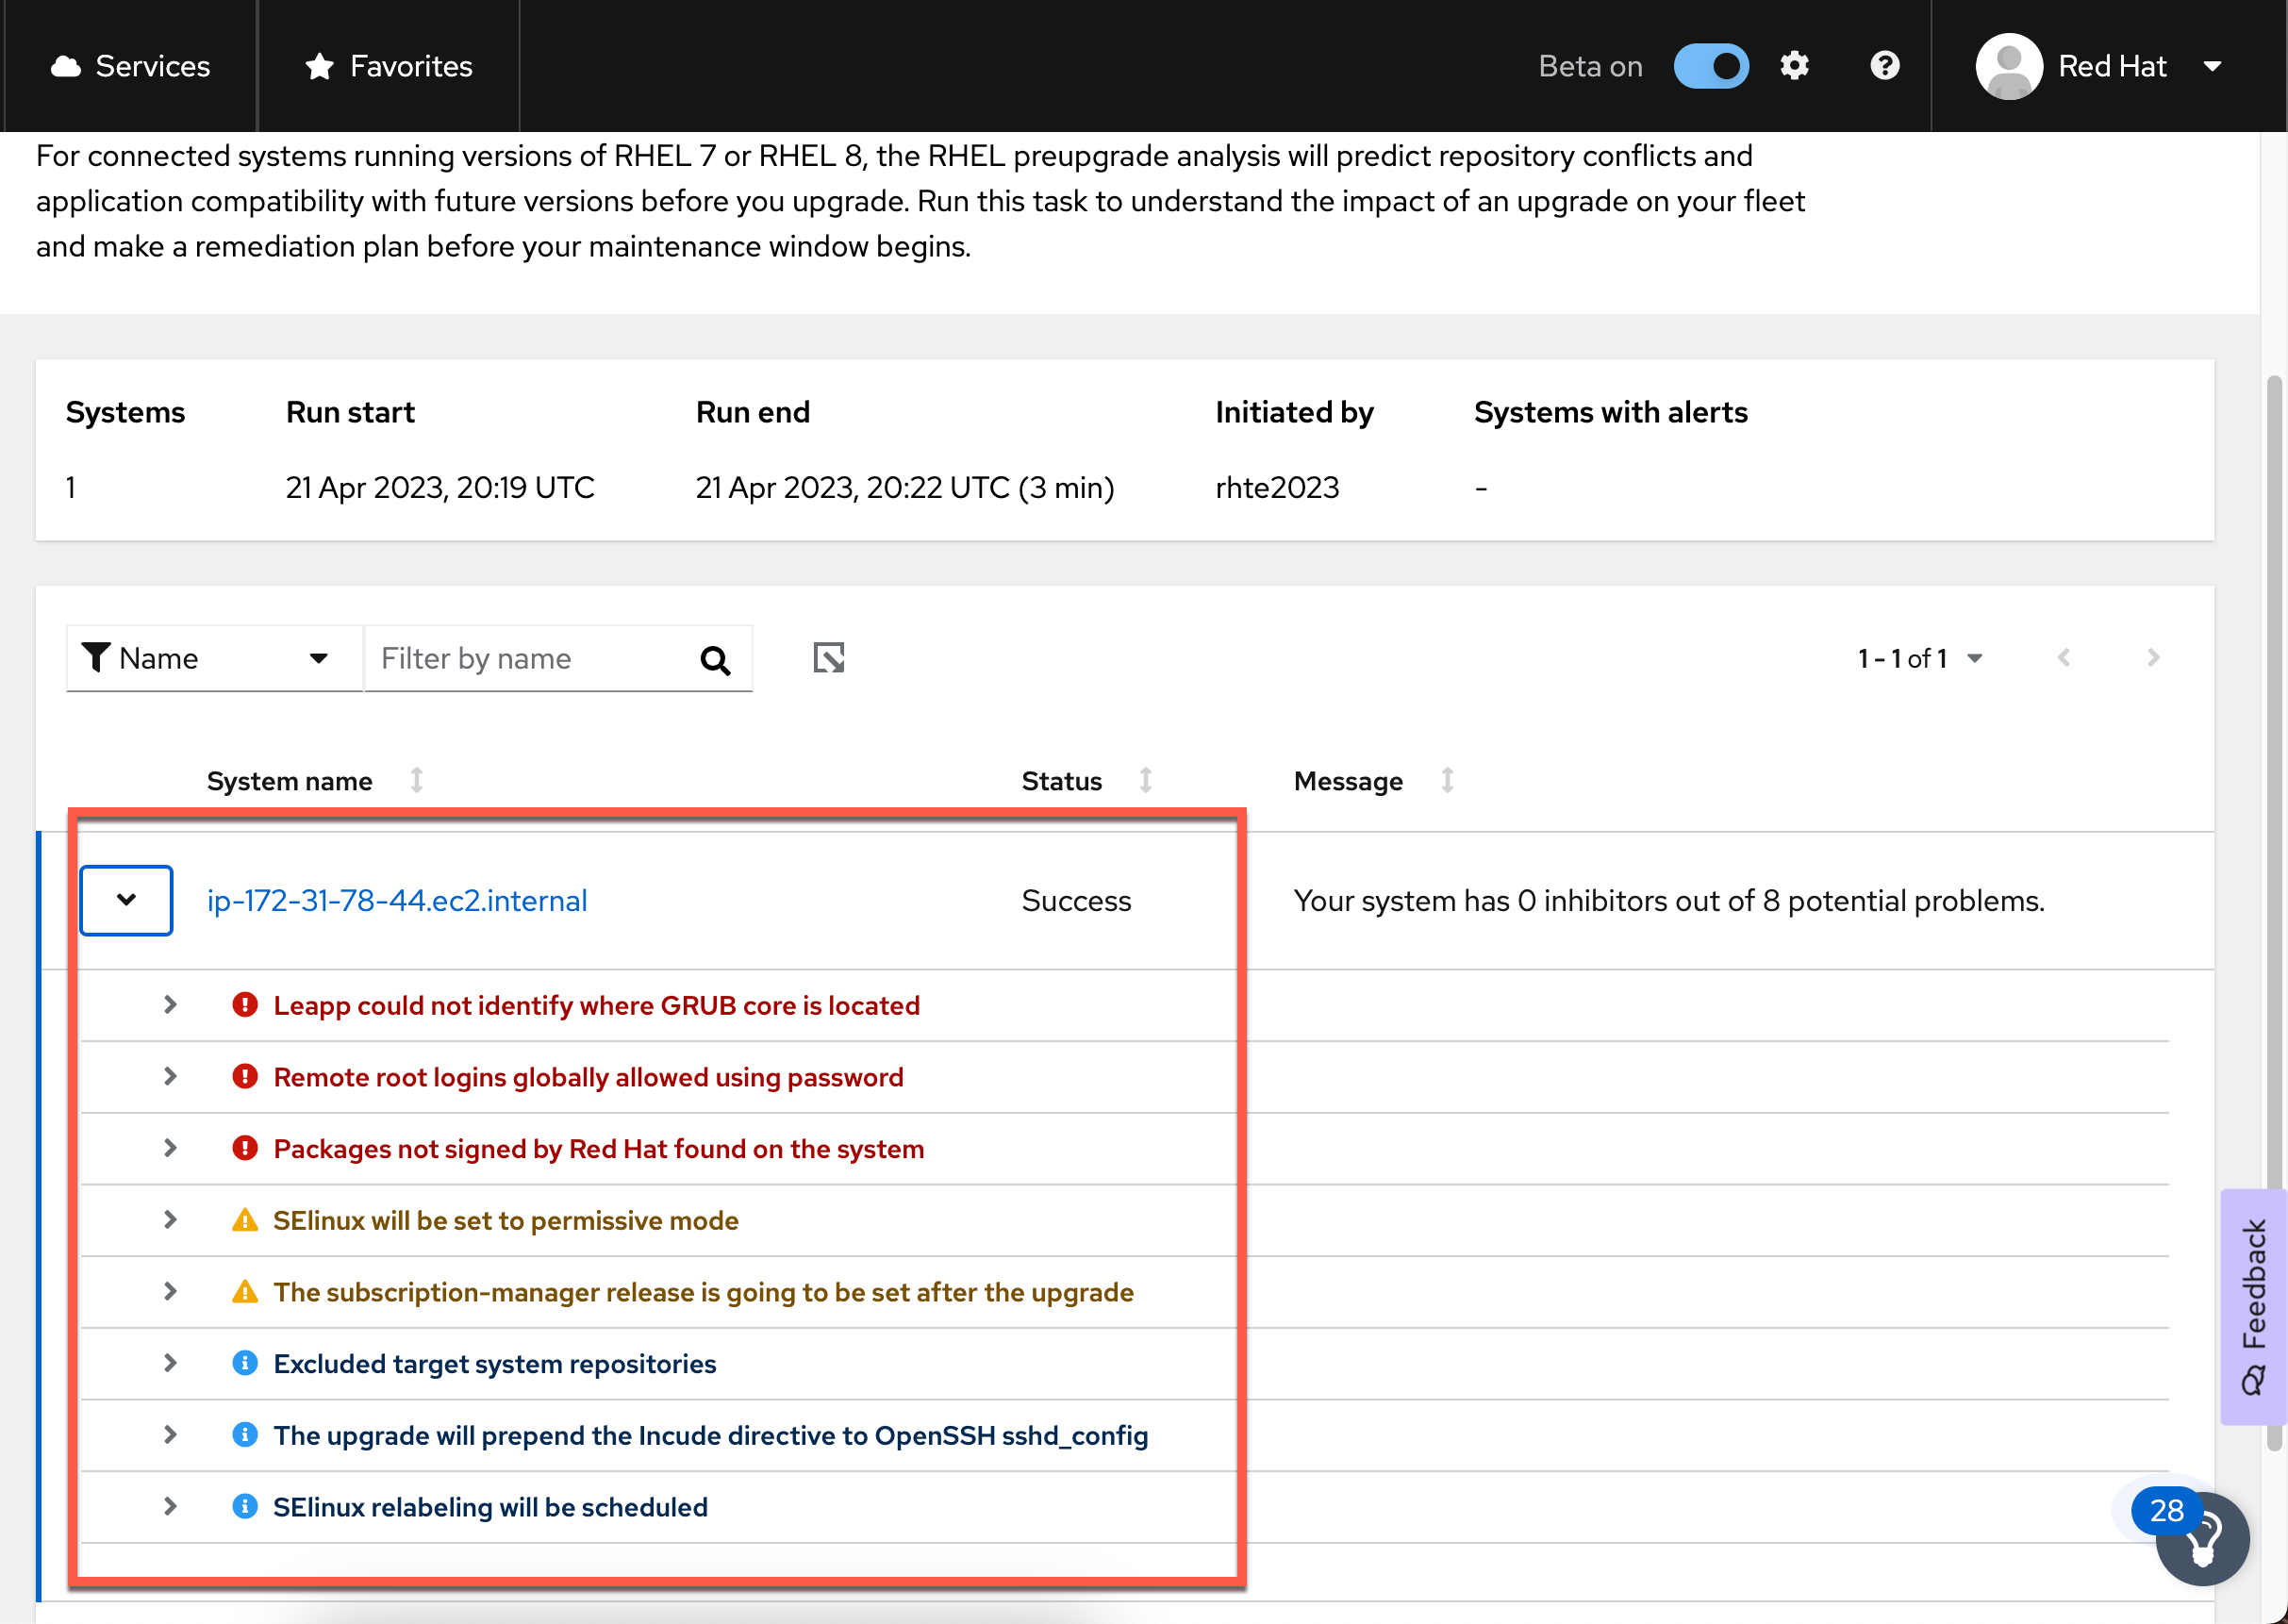 Services
Favorites
Beta on
Red Hat
For connected systems running versions of RHEL 7 or RHEL 8, the RHEL preupgrade analysis will predict repository conflicts and
application compatibility with future versions before you upgrade. Run this task to understand the impact of an upgrade on your fleet
and make a remediation plan before your maintenance window begins.
Systems Run start Run end Initiated by Systems with alerts
1 21 Apr 2023, 20:19 UTC 21 Apr 2023, 20:22 UTC (3 min) rhte2023 -
Name Filter by name 1 - 1 of 1
System name Status Message
ip-172-31-78-44.ec2.internal Success Your system has 0 inhibitors out of 8 potential problems.
Leapp could not identify where GRUB core is located
Remote root logins globally allowed using password
Packages not signed by Red Hat found on the system
SElinux will be set to permissive mode
The subscription-manager release is going to be set after the upgrade
Excluded target system repositories
The upgrade will prepend the Incude directive to OpenSSH sshd_config
SElinux relabeling will be scheduled
Feedback
28